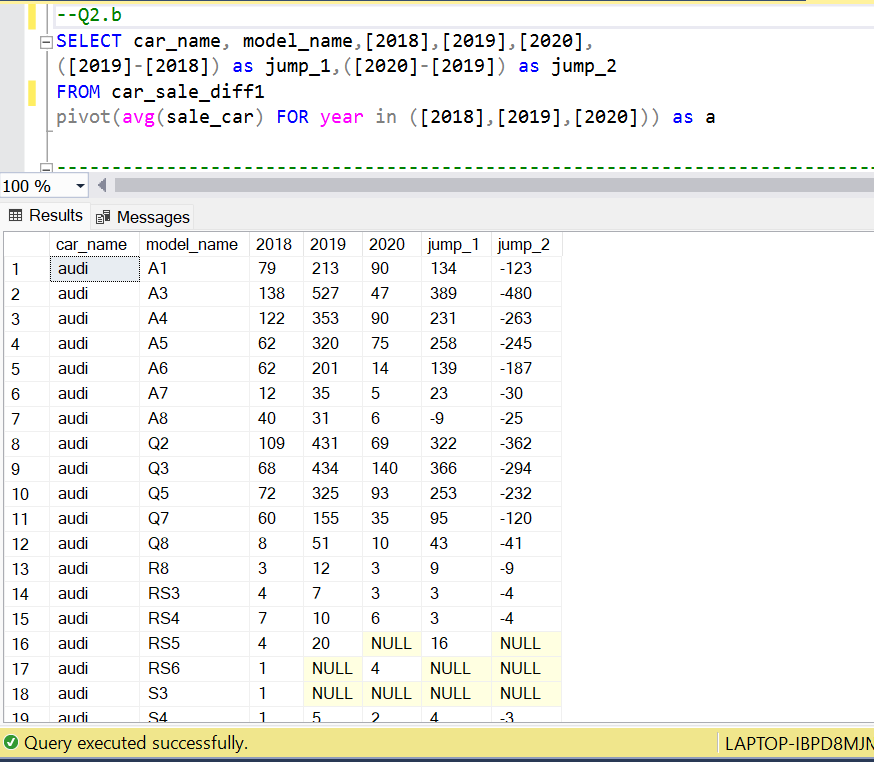 --Q2.b
SELECT car_name, model_name,[2018],[2019],[2020],
([2019]-[2018]) as jump_1,([2020]-[2019]) as jump_2
FROM car_sale_diff1
pivot(avg(sale_car) FOR year in ([2018],[2019],[2020])) as a
100 %
Results Messages
car_name model_name 2018 2019 2020 jump_1 jump_2
1 audi A1 79 213 90 134 -123
2 audi A3 138 527 47 389 -480
3 audi A4 122 353 90 231 -263
4 audi A5 62 320 75 258 -245
5 audi A6 62 201 14 139 -187
6 audi A7 12 35 5 23 -30
7 audi A8 40 31 6 -9 -25
8 audi Q2 109 431 69 322 -362
9 audi Q3 68 434 140 366 -294
10 audi Q5 72 325 93 253 -232
11 audi Q7 60 155 35 95 -120
12 audi Q8 8 51 10 43 -41
13 audi R8 3 12 3 9 -9
14 audi RS3 4 7 3 3 -4
15 audi RS4 7 10 6 3 -4
16 audi RS5 4 20 NULL 16 NULL
17 audi RS6 1 NULL 4 NULL NULL
18 audi S3 1 NULL NULL NULL NULL
19 audi S4 1 5 2 4 -3
Query executed successfully. LAPTOP-IBPD8MJN